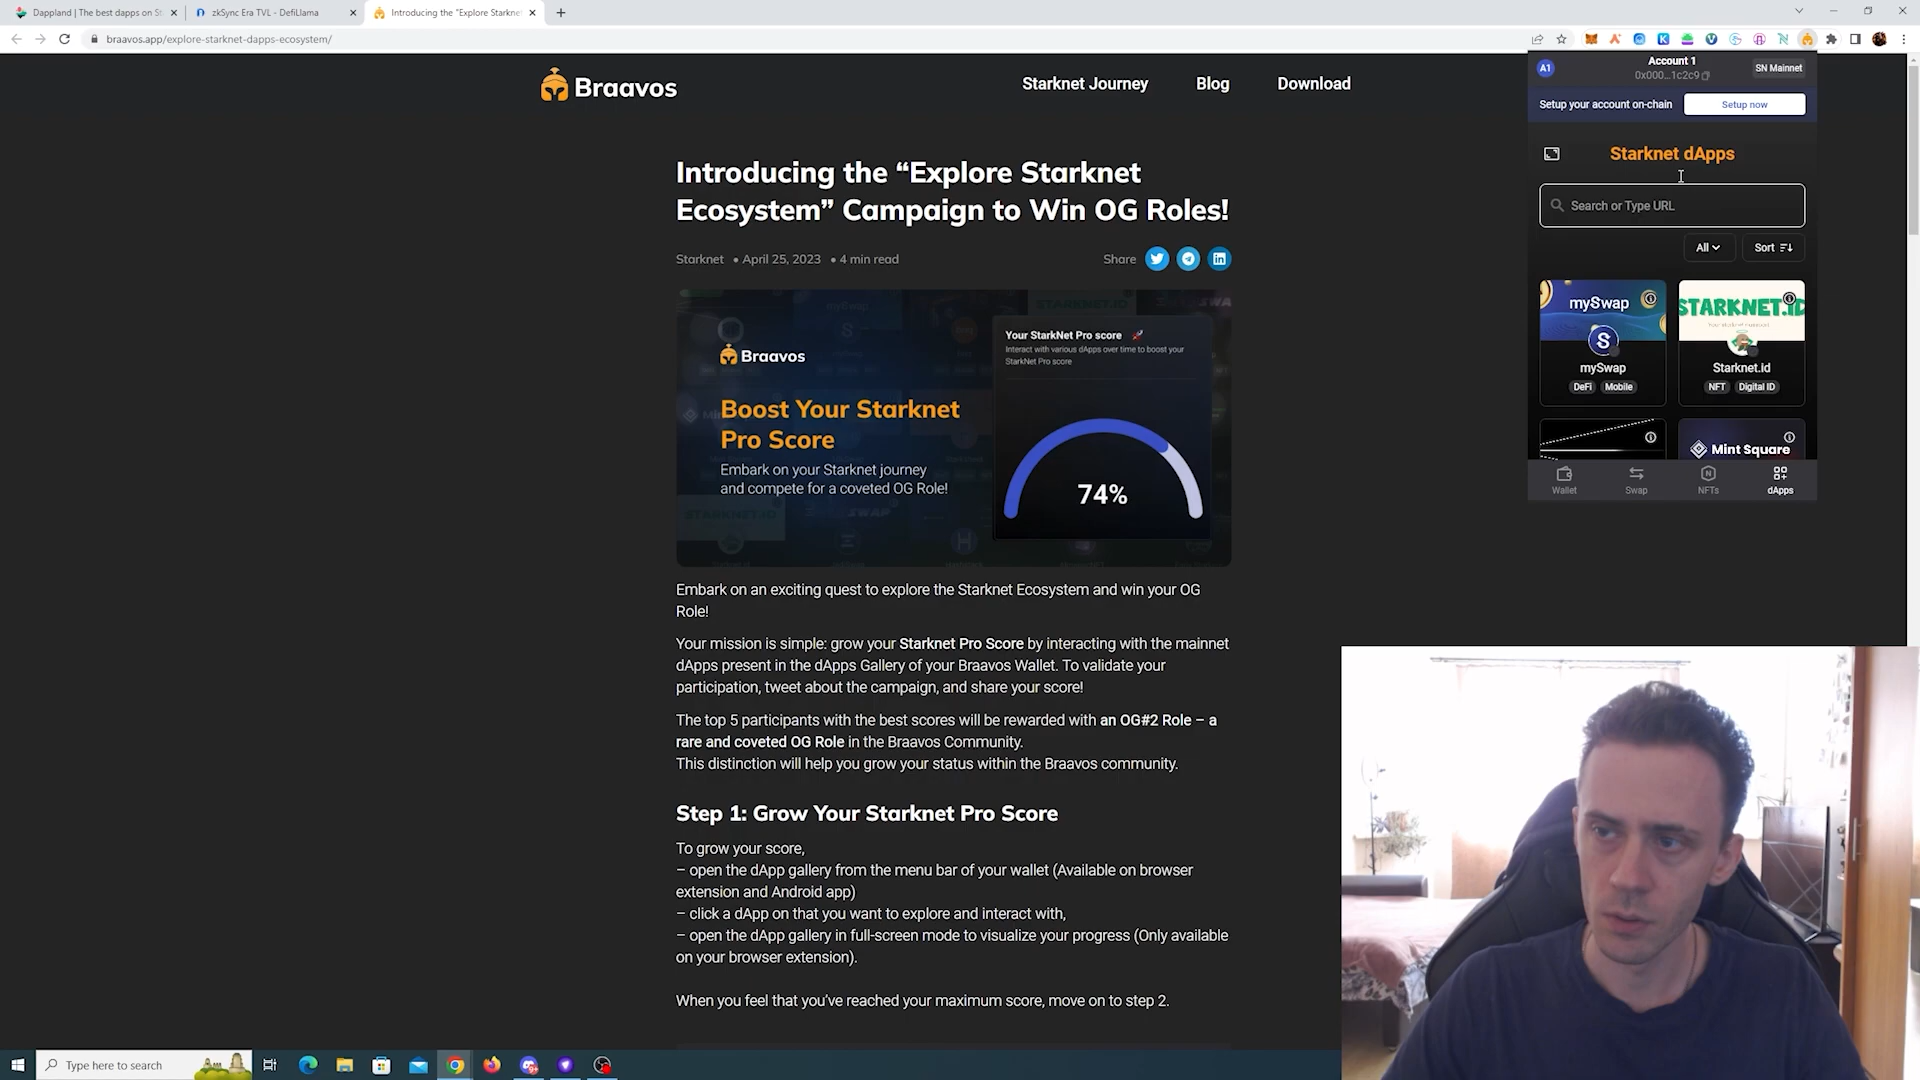 Dappland | The best dapps on St
zkSync Era TVL - DefiLlama
Introducing the “Explore Starkne
braavos.app/explore-starknet-dapps-ecosystem/
Braavos
Starknet Journey
Blog
Download
Introducing the “Explore Starknet
Ecosystem” Campaign to Win OG Roles!
Starknet • April 25, 2023 • 4 min read
Share
Braavos
Boost Your Starknet
Pro Score
Embark on your Starknet journey
and compete for a coveted OG Role!
Your StarkNet Pro score
Interact with various dApps over time to boost your
StarkNet Pro score
74%
Embark on an exciting quest to explore the Starknet Ecosystem and win your OG
Role!
Your mission is simple: grow your Starknet Pro Score by interacting with the mainnet
dApps present in the dApps Gallery of your Braavos Wallet. To validate your
participation, tweet about the campaign, and share your score!
The top 5 participants with the best scores will be rewarded with an OG#2 Role – a
rare and coveted OG Role in the Braavos Community.
This distinction will help you grow your status within the Braavos community.
Step 1: Grow Your Starknet Pro Score
To grow your score,
– open the dApp gallery from the menu bar of your wallet (Available on browser
extension and Android app)
– click a dApp on that you want to explore and interact with,
– open the dApp gallery in full-screen mode to visualize your progress (Only available
on your browser extension).
When you feel that you’ve reached your maximum score, move on to step 2.
A1
Account 1
0x000...1c2c9
SN Mainnet
Setup your account on-chain
Setup now
Starknet dApps
Search or Type URL
All
Sort
mySwap
mySwap
DeFi
Mobile
STARKNET.ID
Starknet.id
NFT
Digital ID
Mint Square
Wallet
Swap
NFTs
dApps
Type here to search